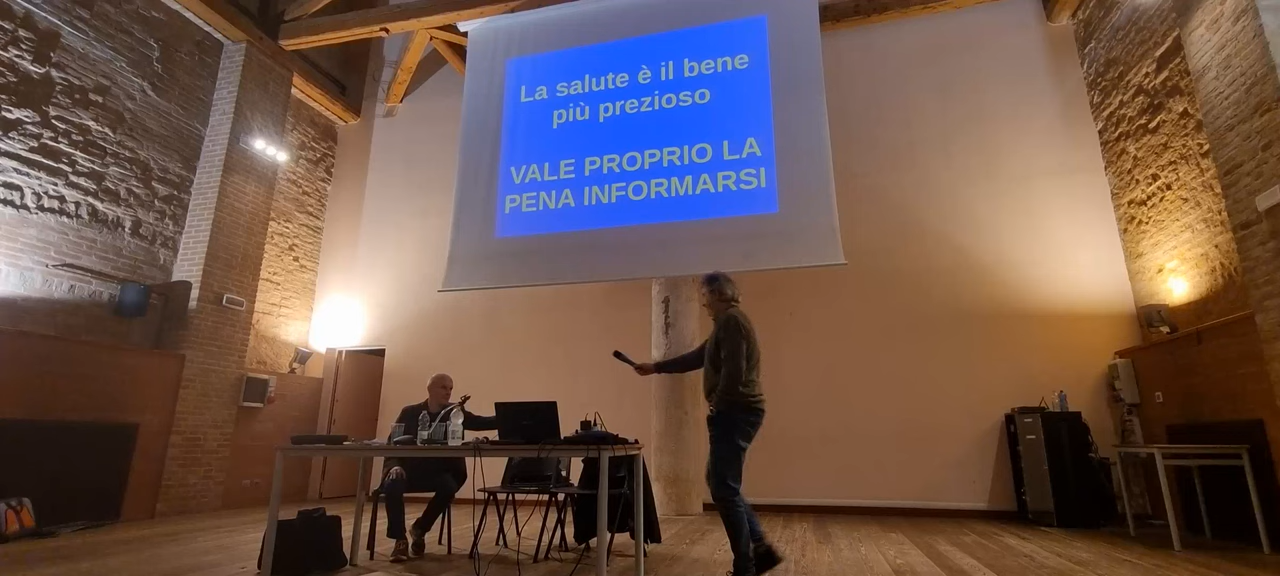 La salute è il bene
più prezioso
VALE PROPRIO LA
PENA INFORMARSI